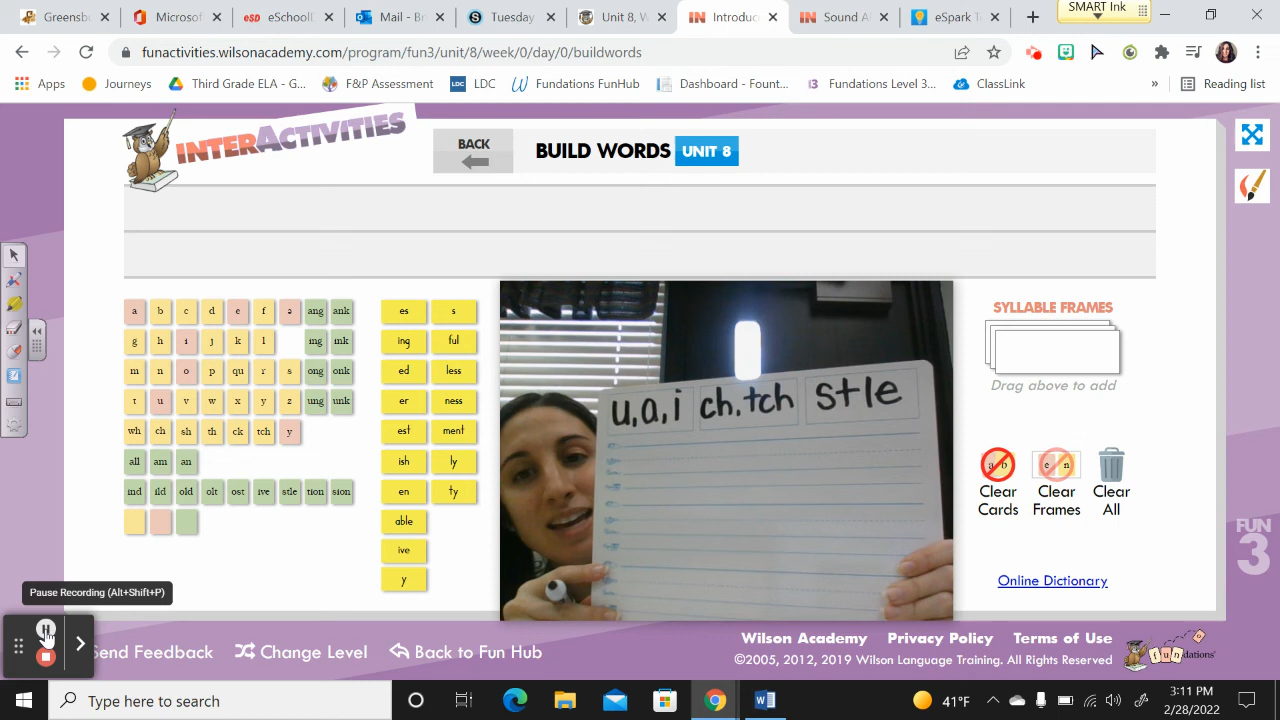 Greensb Microsof eSchoolD Mail - Br Tuesday Unit 8, W Introduc Sound Al eSpark T
SMART Ink
funactivities.wilsonacademy.com/program/fun3/unit/8/week/0/day/0/buildwords
Apps Journeys Third Grade ELA - G... F&P Assessment LDC LDC Fundations FunHub Dashboard - Fount... Fundations Level 3... ClassLink » Reading list
INTERACTIVITIES
BACK
BUILD WORDS UNIT 8
a b c d e f ə ang ank
g h i j k l ing ink
m n o p qu r s ong onk
t u v w x y z ung unk
wh ch sh th ck tch y
all am an
ind ild old olt ost ive stle tion sion
es s
ing ful
ed less
er ness
est ment
ish ly
en ty
able
ive
y
u,a,i ch,tch stle
SYLLABLE FRAMES
Drag above to add
a b e n
Clear Cards
Clear Frames
Clear All
Online Dictionary
FUN
3
Pause Recording (Alt+Shift+P)
Send Feedback Change Level Back to Fun Hub
Wilson Academy Privacy Policy Terms of Use
©2005, 2012, 2019 Wilson Language Training. All Rights Reserved
fundations
Type here to search
41°F
3:11 PM
2/28/2022